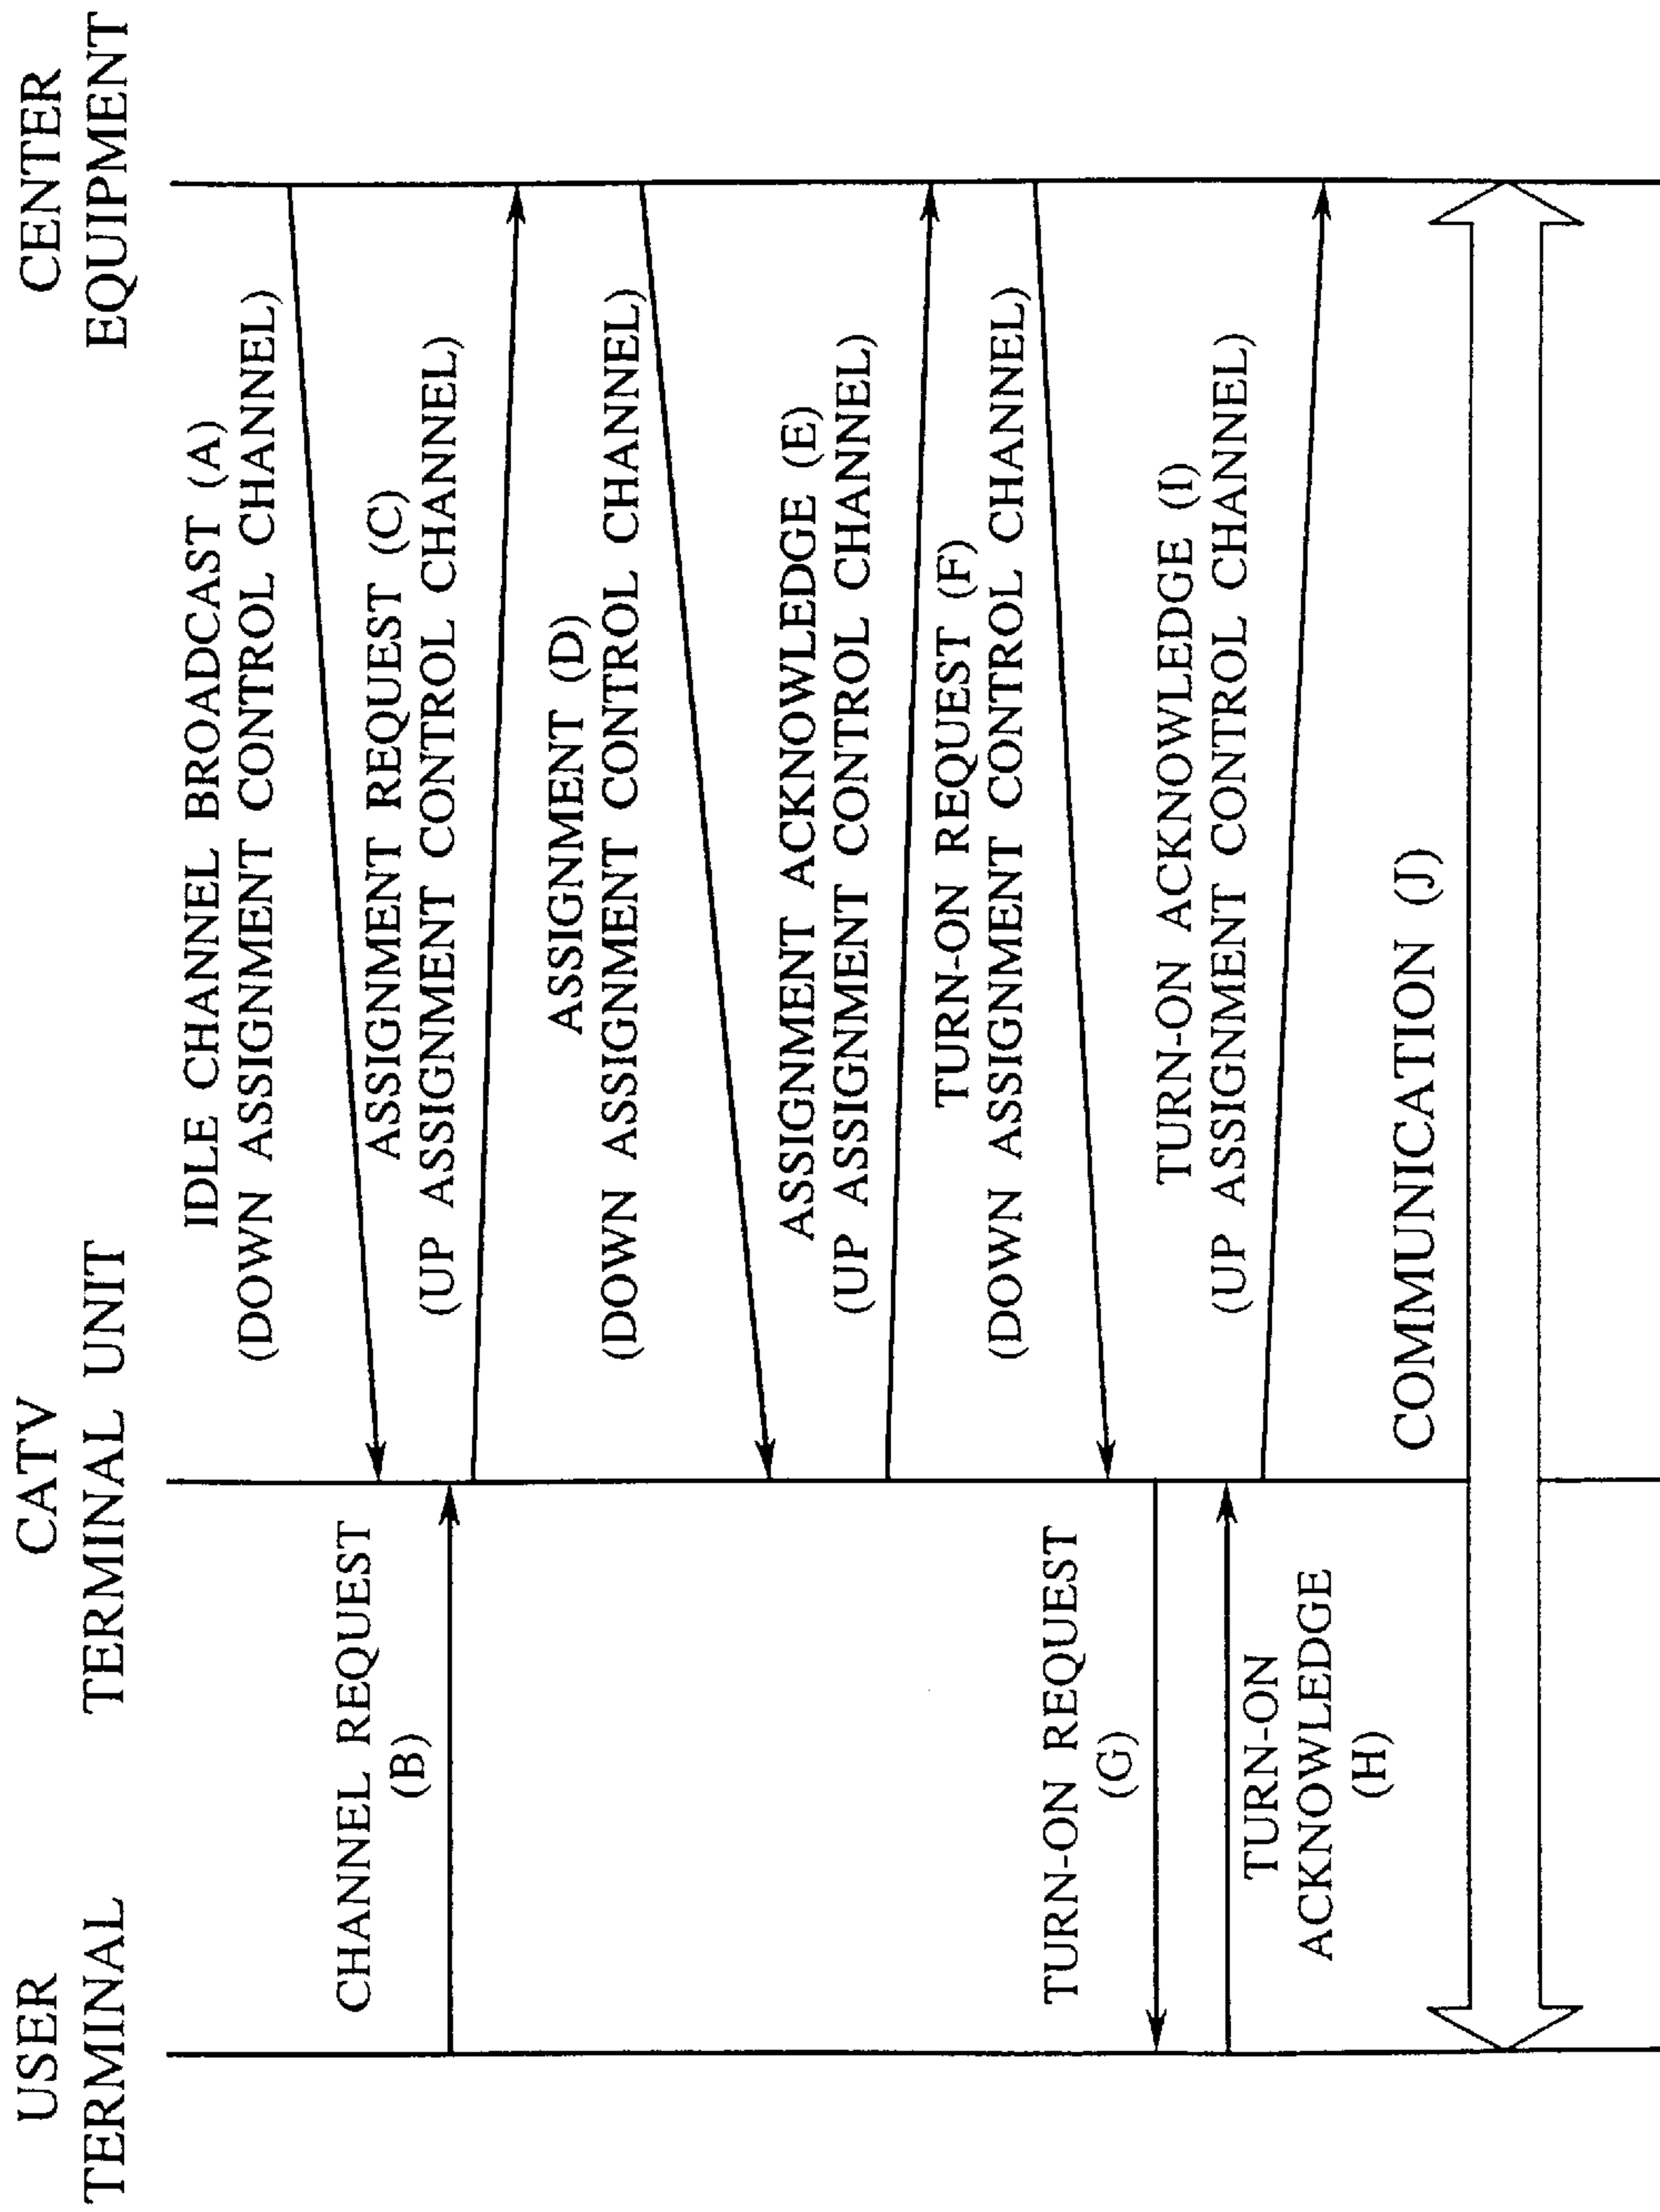 USER
TERMINAL
CATV
TERMINAL UNIT
CENTER
EQUIPMENT
IDLE CHANNEL BROADCAST (A)
(DOWN ASSIGNMENT CONTROL CHANNEL)
CHANNEL REQUEST
(B)
ASSIGNMENT REQUEST (C)
(UP ASSIGNMENT CONTROL CHANNEL)
ASSIGNMENT (D)
(DOWN ASSIGNMENT CONTROL CHANNEL)
ASSIGNMENT ACKNOWLEDGE (E)
(UP ASSIGNMENT CONTROL CHANNEL)
TURN-ON REQUEST (F)
(DOWN ASSIGNMENT CONTROL CHANNEL)
TURN-ON REQUEST
(G)
TURN-ON
ACKNOWLEDGE
(H)
TURN-ON ACKNOWLEDGE (I)
(UP ASSIGNMENT CONTROL CHANNEL)
COMMUNICATION (J)